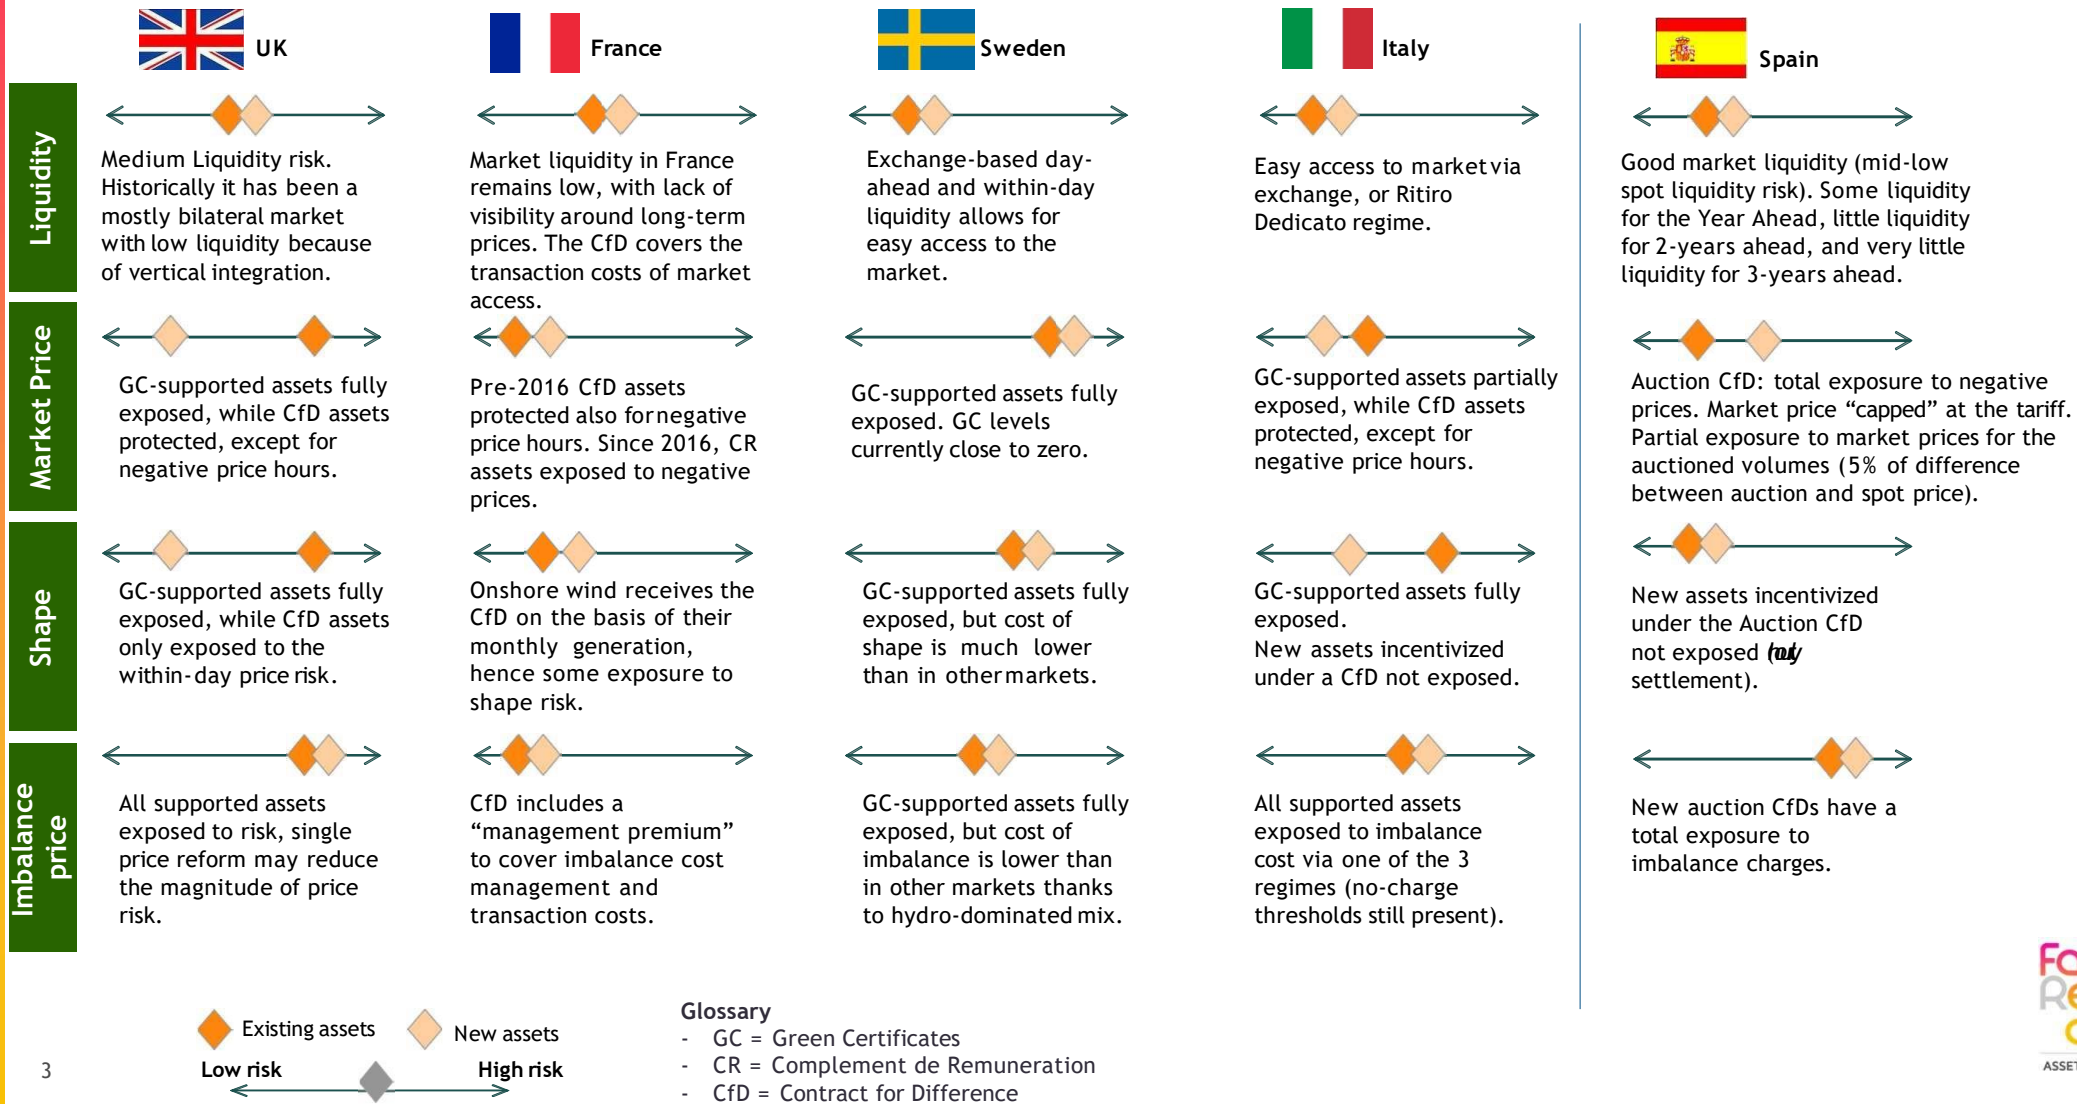 UK
France
Sweden
Italy
Spain
Liquidity
Medium Liquidity risk.
Historically it has been a
mostly bilateral market
with low liquidity because
of vertical integration.
Market liquidity in France
remains low, with lack of
visibility around long-term
prices. The CfD covers the
transaction costs of market
access.
Exchange-based day-
ahead and within-day
liquidity allows for
easy access to the
market.
Easy access to market via
exchange, or Ritiro
Dedicato regime.
Good market liquidity (mid-low
spot liquidity risk). Some liquidity
for the Year Ahead, little liquidity
for 2-years ahead, and very little
liquidity for 3-years ahead.
Market Price
GC-supported assets fully
exposed, while CfD assets
protected, except for
negative price hours.
Pre-2016 CfD assets
protected also for negative
price hours. Since 2016, CR
assets exposed to negative
prices.
GC-supported assets fully
exposed. GC levels
currently close to zero.
GC-supported assets partially
exposed, while CfD assets
protected, except for
negative price hours.
Auction CfD: total exposure to negative
prices. Market price “capped” at the tariff.
Partial exposure to market prices for the
auctioned volumes (5% of difference
between auction and spot price).
Shape
GC-supported assets fully
exposed, while CfD assets
only exposed to the
within-day price risk.
Onshore wind receives the
CfD on the basis of their
monthly generation,
hence some exposure to
shape risk.
GC-supported assets fully
exposed, but cost of
shape is much lower
than in other markets.
GC-supported assets fully
exposed.
New assets incentivized
under a CfD not exposed.
New assets incentivized
under the Auction CfD
not exposed
settlement).
Imbalance
price
All supported assets
exposed to risk, single
price reform may reduce
the magnitude of price
risk.
CfD includes a
“management premium”
to cover imbalance cost
management and
transaction costs.
GC-supported assets fully
exposed, but cost of
imbalance is lower than
in other markets thanks
to hydro-dominated mix.
All supported assets
exposed to imbalance
cost via one of the 3
regimes (no-charge
thresholds still present).
New auction CfDs have a
total exposure to
imbalance charges.
Existing assets
New assets
Low risk
High risk
Glossary
- GC = Green Certificates
- CR = Complement de Remuneration
- CfD = Contract for Difference
3